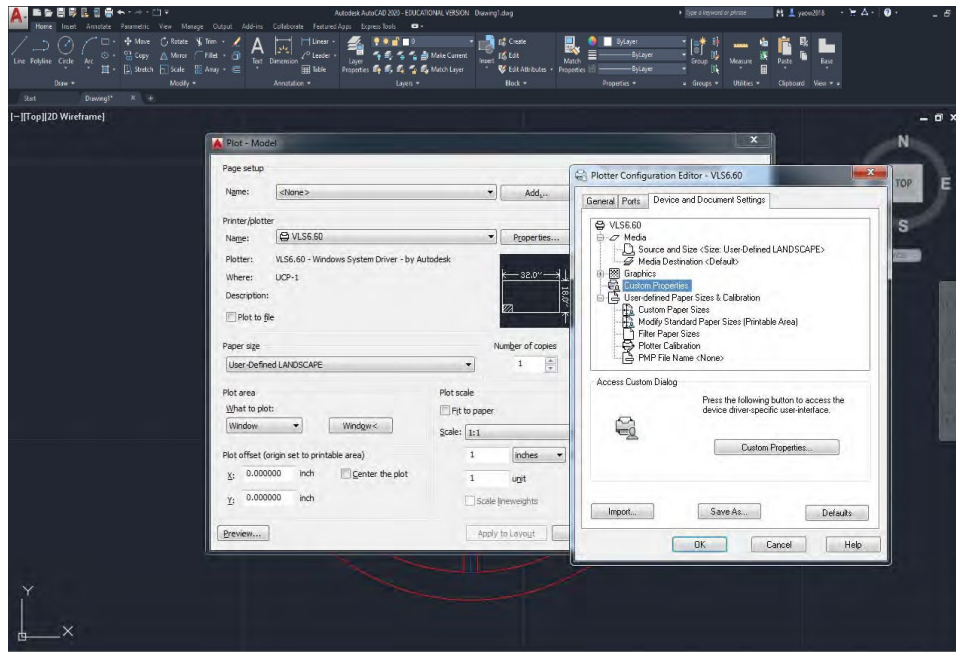 Autodesk AutoCAD 2020 - EDUCATIONAL VERSION Drawing1.dwg
Type a keyword or phrase
yaow2018
Home Insert Annotate Parametric View Manage Output Add-ins Collaborate Featured Apps Express Tools
Line Polyline Circle Arc
Move Rotate Trim
Copy Mirror Fillet
Stretch Scale Array
Text Dimension
Linear
Leader
Table
Layer Properties
0
Make Current
Match Layer
Insert
Create
Edit
Edit Attributes
Match Properties
ByLayer
ByLayer
ByLayer
Group
Measure
Paste
Base
Draw Modify Annotation Layers Block Properties Groups Utilities Clipboard View
Start Drawing1* X +
[-][Top][2D Wireframe]
N
TOP
E
S
Plot - Model
Page setup
Name: <None> Add...
Printer/plotter
Name: VLS6.60 Properties...
Plotter: VLS6.60 - Windows System Driver - by Autodesk
Where: UCP-1
Description:
Plot to file
32.0''
18.0''
Paper size
User-Defined LANDSCAPE
Number of copies
1
Plot area
What to plot:
Window Window<
Plot offset (origin set to printable area)
X: 0.000000 inch Center the plot
Y: 0.000000 inch
Plot scale
Fit to paper
Scale: 1:1
1 inches
1 unit
Scale lineweights
Preview... Apply to Layout
Plotter Configuration Editor - VLS6.60
General Ports Device and Document Settings
VLS6.60
Media
Source and Size <Size: User-Defined LANDSCAPE>
Media Destination <Default>
Graphics
Custom Properties
User-defined Paper Sizes & Calibration
Custom Paper Sizes
Modify Standard Paper Sizes (Printable Area)
Filter Paper Sizes
Plotter Calibration
PMP File Name <None>
Access Custom Dialog
Press the following button to access the
device driver-specific user-interface.
Custom Properties...
Import... Save As... Defaults
OK Cancel Help
Y
X